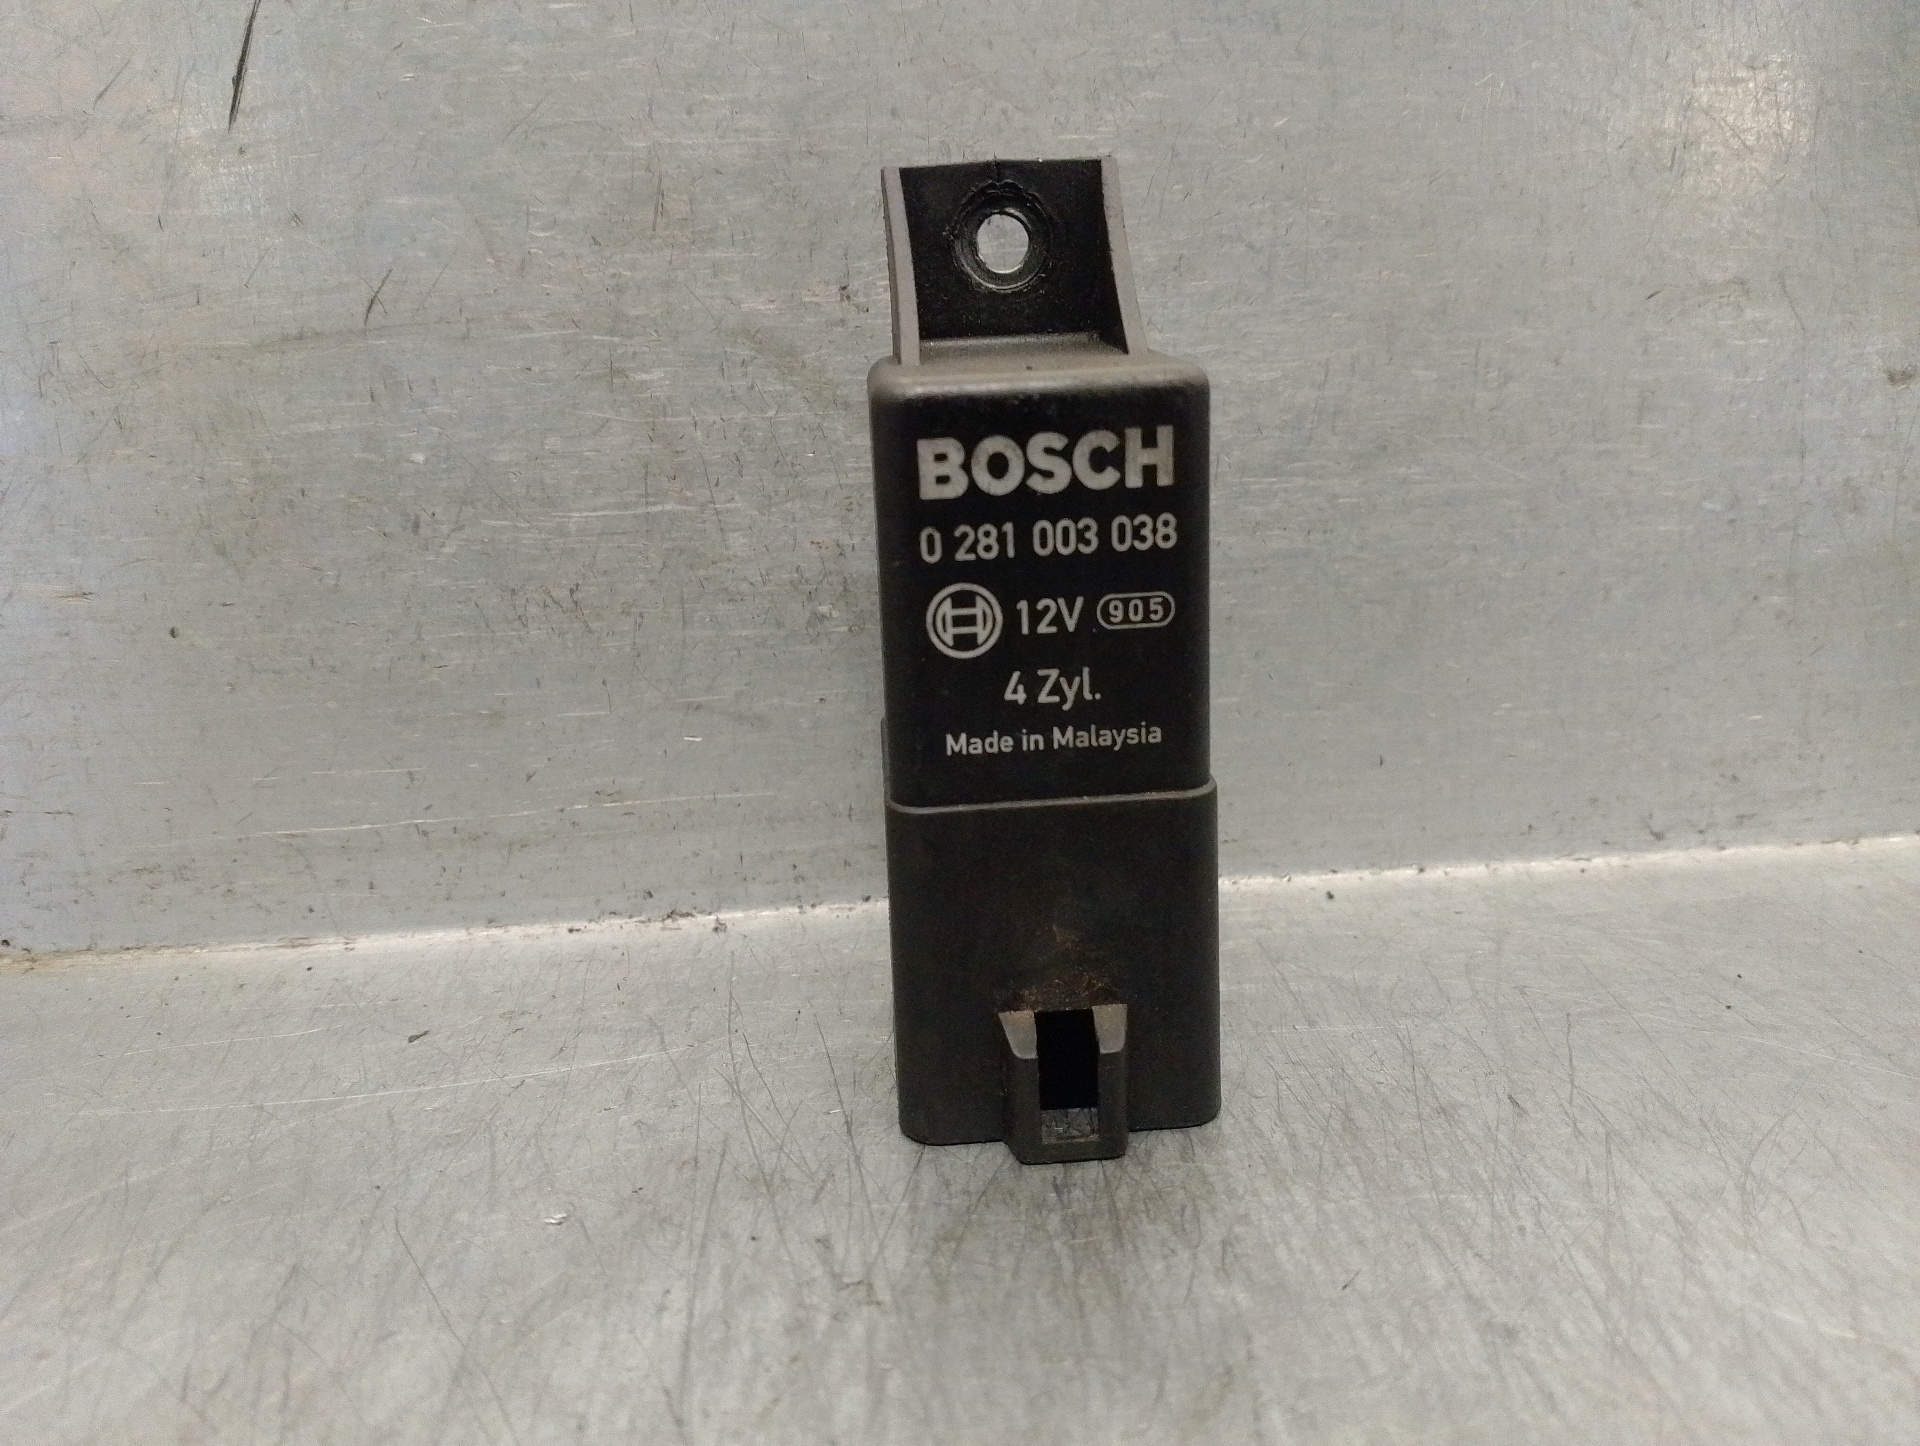 BOSCH
0 281 003 038
12V 905
4 Zyl.
Made in Malaysia